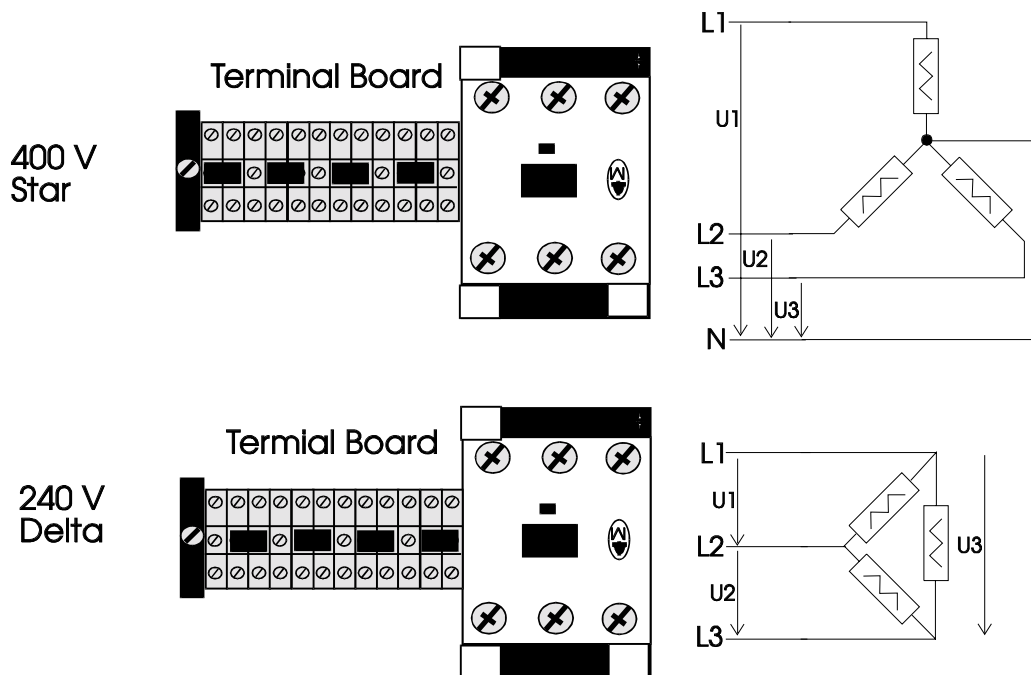 Terminal Board
400 V
Star
L1
U1
L2
U2
L3
U3
N
Termial Board
240 V
Delta
L1
U1
L2
U3
U2
L3